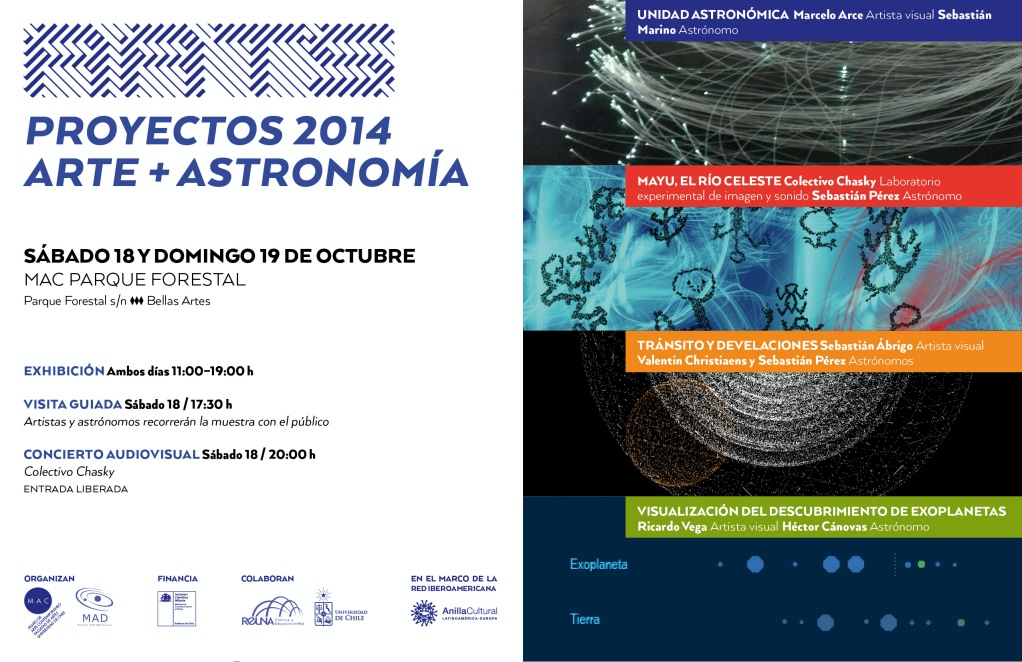 PROYECTOS 2014
ARTE + ASTRONOMÍA
SÁBADO 18 Y DOMINGO 19 DE OCTUBRE
MAC PARQUE FORESTAL
Parque Forestal s/n Bellas Artes
EXHIBICIÓN Ambos días 11:00–19:00 h
VISITA GUIADA Sábado 18 / 17:30 h
Artistas y astrónomos recorrerán la muestra con el público
CONCIERTO AUDIOVISUAL Sábado 18 / 20:00 h
Colectivo Chasky
ENTRADA LIBERADA
ORGANIZAN
MAC
MAD
FINANCIA
COLABORAN
REUNA
UNIVERSIDAD
DE CHILE
EN EL MARCO DE LA
RED IBEROAMERICANA
AnillaCultural
LATINOAMÉRICA-EUROPA
UNIDAD ASTRONÓMICA Marcelo Arce Artista visual Sebastián
Marino Astrónomo
MAYU, EL RÍO CELESTE Colectivo Chasky Laboratorio
experimental de imagen y sonido Sebastián Pérez Astrónomo
TRÁNSITO Y DEVELACIONES Sebastián Ábrigo Artista visual
Valentin Christiaens y Sebastián Pérez Astrónomos
VISUALIZACIÓN DEL DESCUBRIMIENTO DE EXOPLANETAS
Ricardo Vega Artista visual Héctor Cánovas Astrónomo
Exoplaneta
Tierra